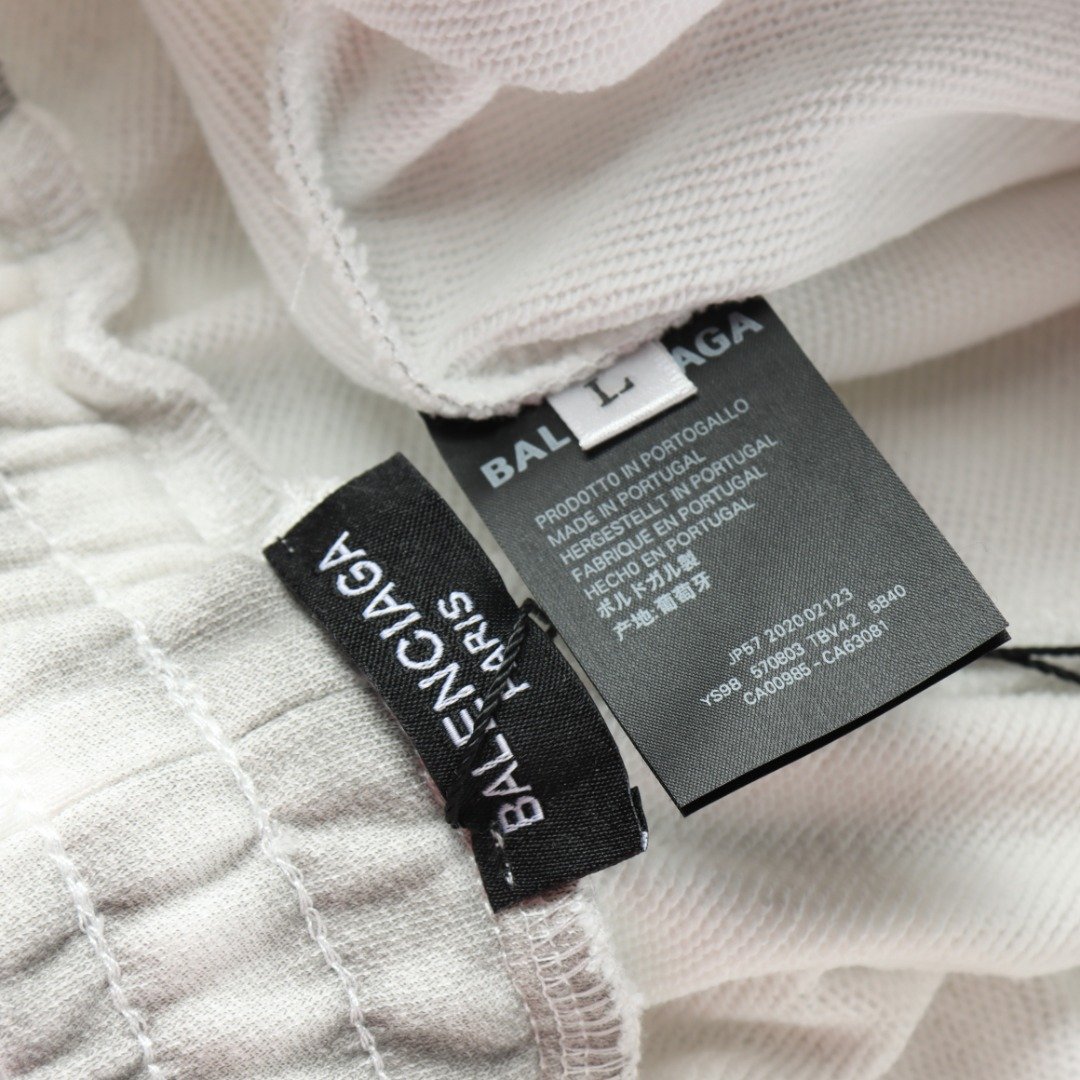 BALENCIAGA
PARIS
BAL AGA
L
PRODOTTO IN PORTOGALLO
MADE IN PORTUGAL
HERGESTELLT IN PORTUGAL
FABRIQUE EN PORTUGAL
HECHO EN PORTUGAL
ポルドガル製
产地:葡萄牙
JP57 2020 02123
YS98 570803 TBV42 5840
CA00985-CA63081